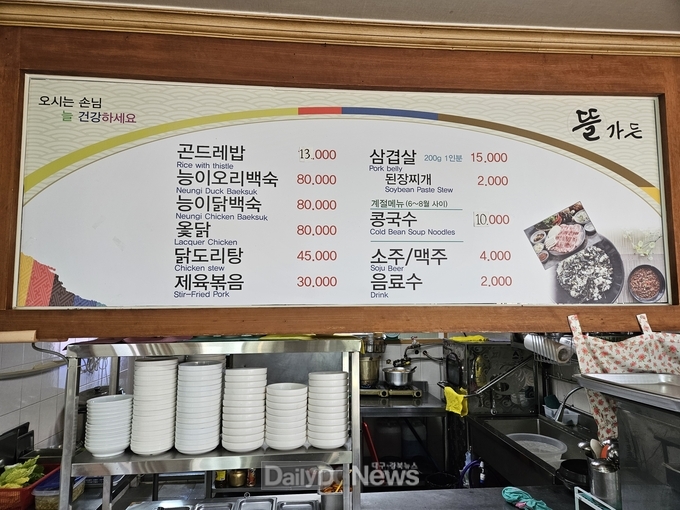 오시는 손님
늘 건강하세요
뜰 가든
곤드레밥 13,000
Rice with thistle
능이오리백숙 80,000
Neungi Duck Baeksuk
능이닭백숙 80,000
Neungi Chicken Baeksuk
옻닭 80,000
Lacquer Chicken
닭도리탕 45,000
Chicken stew
제육볶음 30,000
Stir-Fried Pork
삼겹살 200g 1인분 15,000
Pork belly
된장찌개 2,000
Soybean Paste Stew
계절메뉴 (6~8월 사이)
콩국수 10,000
Cold Bean Soup Noodles
소주/맥주 4,000
Soju Beer
음료수 2,000
Drink
대구·경북뉴스
DailyDgNews